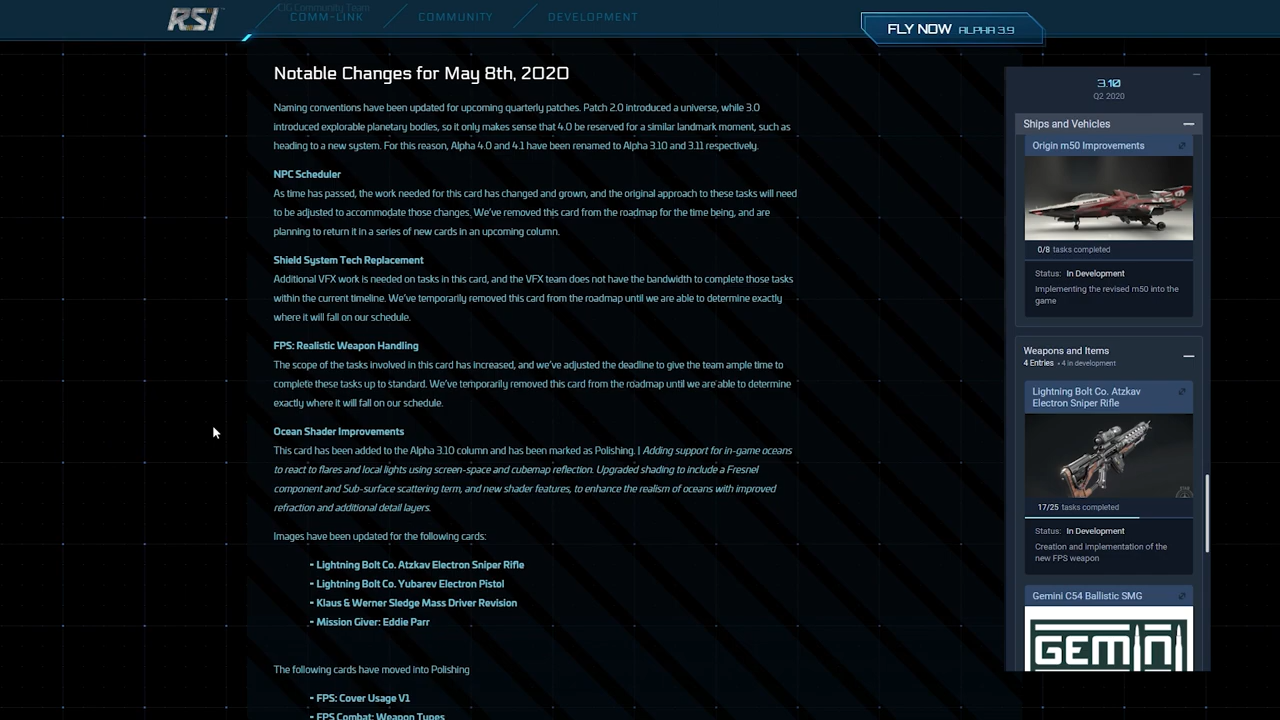 RSI
CIG Community Team
COMM-LINK
COMMUNITY
DEVELOPMENT
FLY NOW ALPHA 3.9
Notable Changes for May 8th, 2020
Naming conventions have been updated for upcoming quarterly patches. Patch 2.0 introduced a universe, while 3.0
introduced explorable planetary bodies, so it only makes sense that 4.0 be reserved for a similar landmark moment, such as
heading to a new system. For this reason, Alpha 4.0 and 4.1 have been renamed to Alpha 3.10 and 3.11 respectively.
NPC Scheduler
As time has passed, the work needed for this card has changed and grown, and the original approach to these tasks will need
to be adjusted to accommodate those changes. We've removed this card from the roadmap for the time being, and are
planning to return it in a series of new cards in an upcoming column.
Shield System Tech Replacement
Additional VFX work is needed on tasks in this card, and the VFX team does not have the bandwidth to complete those tasks
within the current timeline. We've temporarily removed this card from the roadmap until we are able to determine exactly
where it will fall on our schedule.
FPS: Realistic Weapon Handling
The scope of the tasks involved in this card has increased, and we've adjusted the deadline to give the team ample time to
complete these tasks up to standard. We've temporarily removed this card from the roadmap until we are able to determine
exactly where it will fall on our schedule.
Ocean Shader Improvements
This card has been added to the Alpha 3.10 column and has been marked as Polishing. | Adding support for in-game oceans
to react to flares and local lights using screen-space and cubemap reflection. Upgraded shading to include a Fresnel
component and Sub-surface scattering term, and new shader features, to enhance the realism of oceans with improved
refraction and additional detail layers.
Images have been updated for the following cards:
- Lightning Bolt Co. Atzkav Electron Sniper Rifle
- Lightning Bolt Co. Yubarev Electron Pistol
- Klaus & Werner Sledge Mass Driver Revision
- Mission Giver: Eddie Parr
The following cards have moved into Polishing
- FPS: Cover Usage V1
- FPS Combat: Weapon Types
3.10
Q2 2020
Ships and Vehicles
Origin m50 Improvements
0/8 tasks completed
Status: In Development
Implementing the revised m50 into the
game
Weapons and Items
4 Entries • 4 in development
Lightning Bolt Co. Atzkav
Electron Sniper Rifle
17/25 tasks completed
Status: In Development
Creation and implementation of the
new FPS weapon
Gemini C54 Ballistic SMG
GEMINI